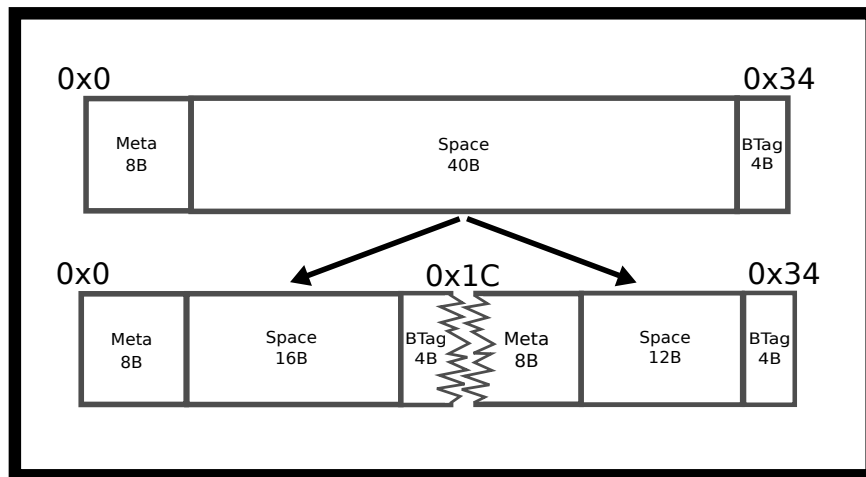 0x0 0x34
Meta
8B
Space
40B
BTag
4B
0x0 0x1C 0x34
Meta
8B
Space
16B
BTag
4B
Meta
8B
Space
12B
BTag
4B